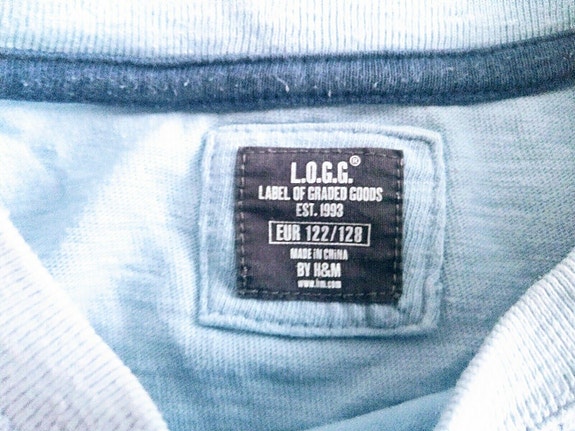 L.O.G.G.®
LABEL OF GRADED GOODS
EST. 1993
EUR 122/128
MADE IN CHINA
BY H&M
www.hm.com